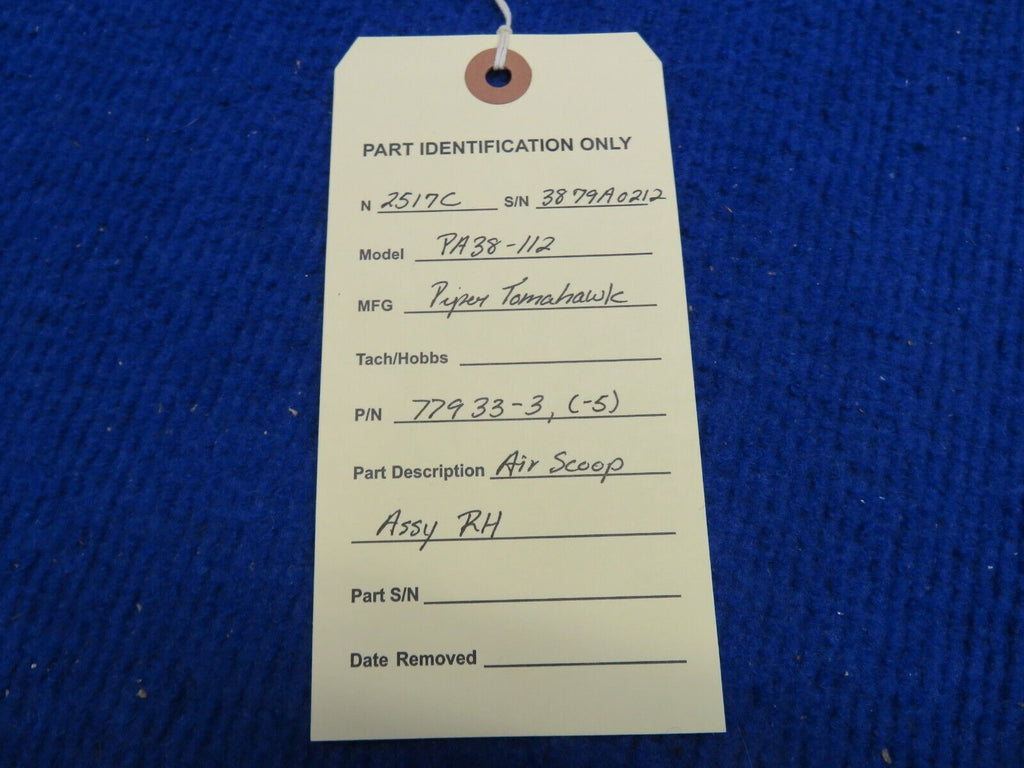 PART IDENTIFICATION ONLY
N 2517C S/N 3879A0212
Model PA38-112
MFG Piper Tomahawk
Tach/Hobbs
P/N 77933-3, (-5)
Part Description Air Scoop
Assy RH
Part S/N
Date Removed